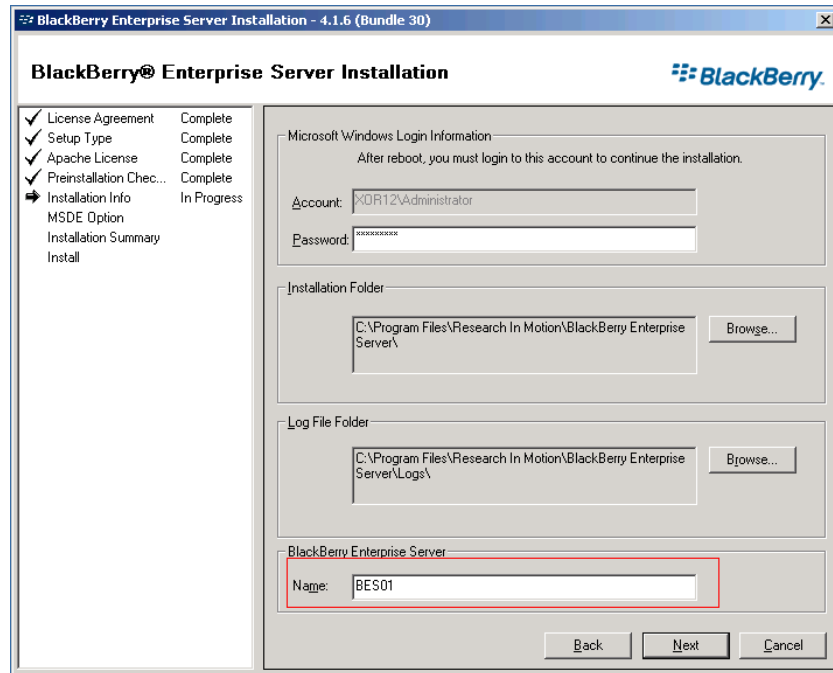 BlackBerry Enterprise Server Installation - 4.1.6 (Bundle 30)
BlackBerry® Enterprise Server Installation
BlackBerry.
License Agreement Complete
Setup Type Complete
Apache License Complete
Preinstallation Chec... Complete
Installation Info In Progress
MSDE Option
Installation Summary
Install
Microsoft Windows Login Information
After reboot, you must login to this account to continue the installation.
Account: XOR12\Administrator
Password: *********
Installation Folder
C:\Program Files\Research In Motion\BlackBerry Enterprise
Server\
Browse...
Log File Folder
C:\Program Files\Research In Motion\BlackBerry Enterprise
Server\Logs\
Browse...
BlackBerry Enterprise Server
Name: BES01
Back Next Cancel